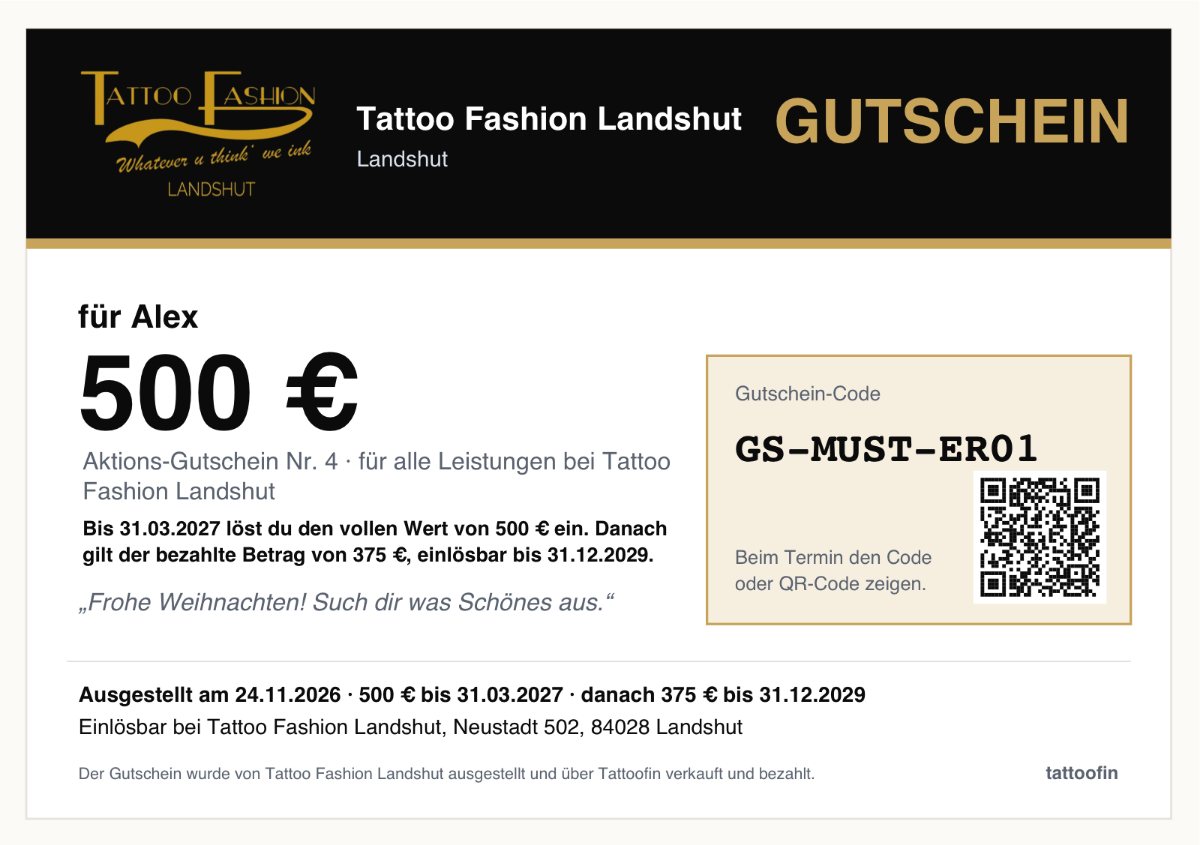 TATTOO FASHION
Whatever u think' we ink
LANDSHUT
Tattoo Fashion Landshut
Landshut
GUTSCHEIN
für Alex
500 €
Aktions-Gutschein Nr. 4 · für alle Leistungen bei Tattoo
Fashion Landshut
Bis 31.03.2027 löst du den vollen Wert von 500 € ein. Danach
gilt der bezahlte Betrag von 375 €, einlösbar bis 31.12.2029.
„Frohe Weihnachten! Such dir was Schönes aus.“
Gutschein-Code
GS-MUST-ER01
Beim Termin den Code
oder QR-Code zeigen.
Ausgestellt am 24.11.2026 · 500 € bis 31.03.2027 · danach 375 € bis 31.12.2029
Einlösbar bei Tattoo Fashion Landshut, Neustadt 502, 84028 Landshut
Der Gutschein wurde von Tattoo Fashion Landshut ausgestellt und über Tattoofin verkauft und bezahlt.
tattoofin